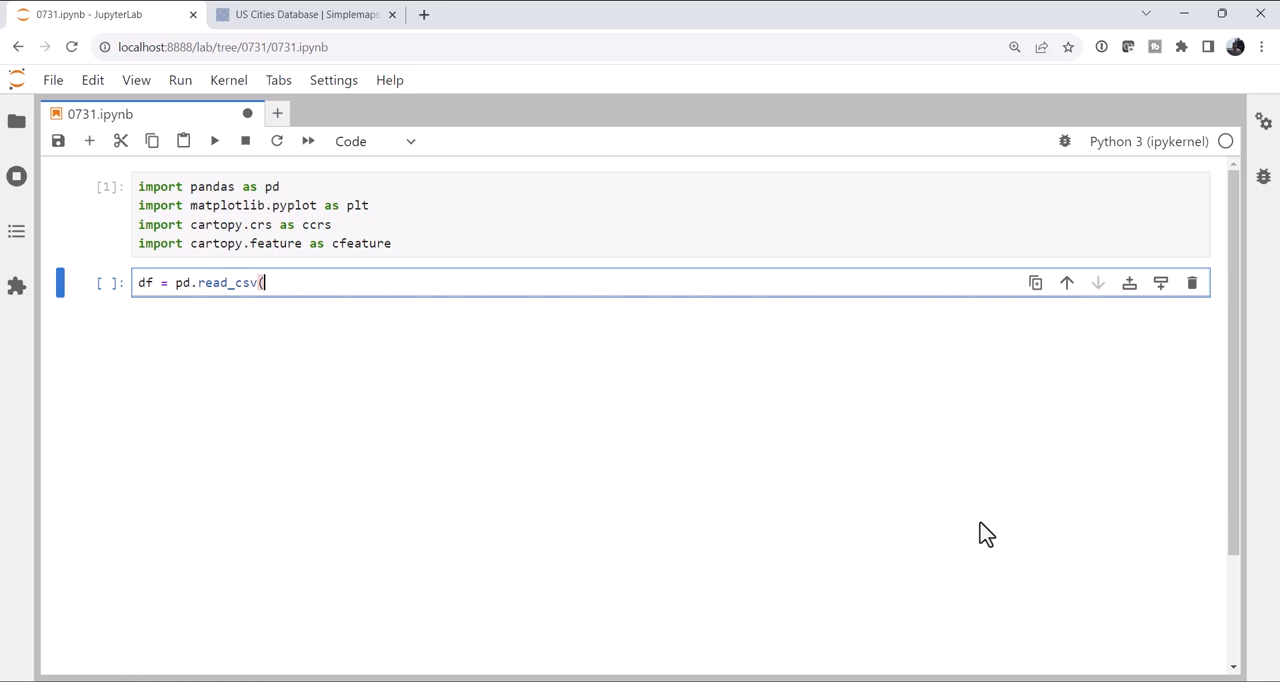 0731.ipynb - JupyterLab
US Cities Database | Simplemaps
localhost:8888/lab/tree/0731/0731.ipynb
File Edit View Run Kernel Tabs Settings Help
0731.ipynb
Code
Python 3 (ipykernel)
[1]: import pandas as pd
import matplotlib.pyplot as plt
import cartopy.crs as ccrs
import cartopy.feature as cfeature
[ ]: df = pd.read_csv(